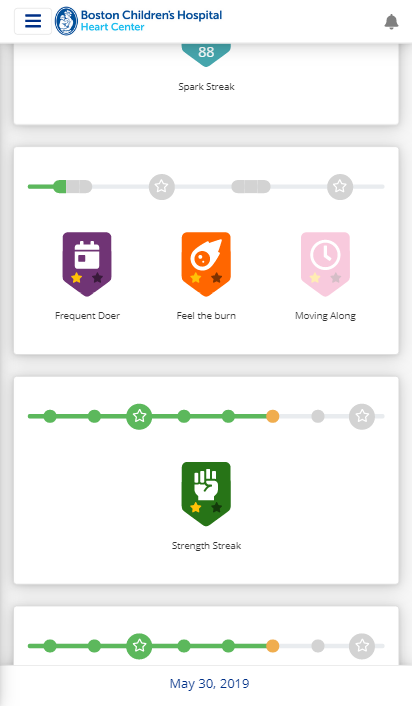 Boston Children's Hospital
Heart Center
88
Spark Streak
Frequent Doer
Feel the burn
Moving Along
Strength Streak
May 30, 2019